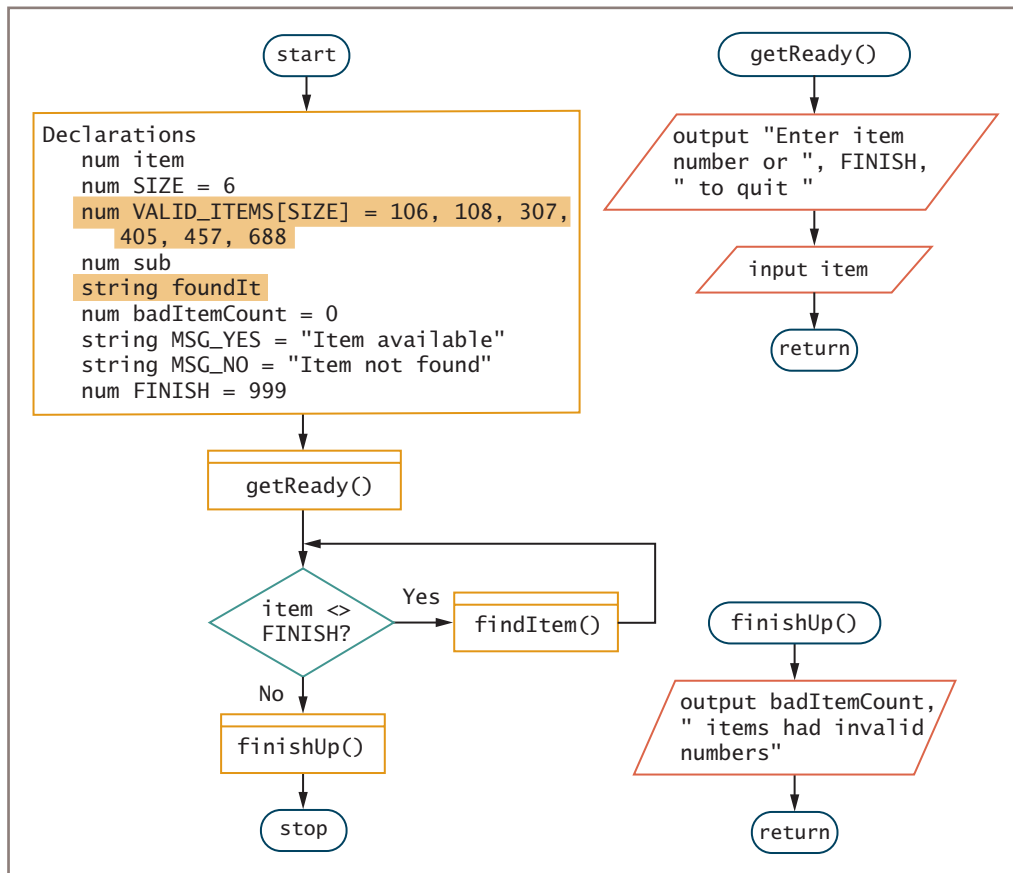 start
Declarations
num item
num SIZE = 6
num VALID_ITEMS[SIZE] = 106, 108, 307,
405, 457, 688
num sub
string foundIt
num badItemCount = 0
string MSG_YES = "Item available"
string MSG_NO = "Item not found"
num FINISH = 999
getReady()
item <>
FINISH?
Yes
findItem()
No
finishUp()
stop
getReady()
output "Enter item
number or ", FINISH,
" to quit "
input item
return
finishUp()
output badItemCount,
" items had invalid
numbers"
return